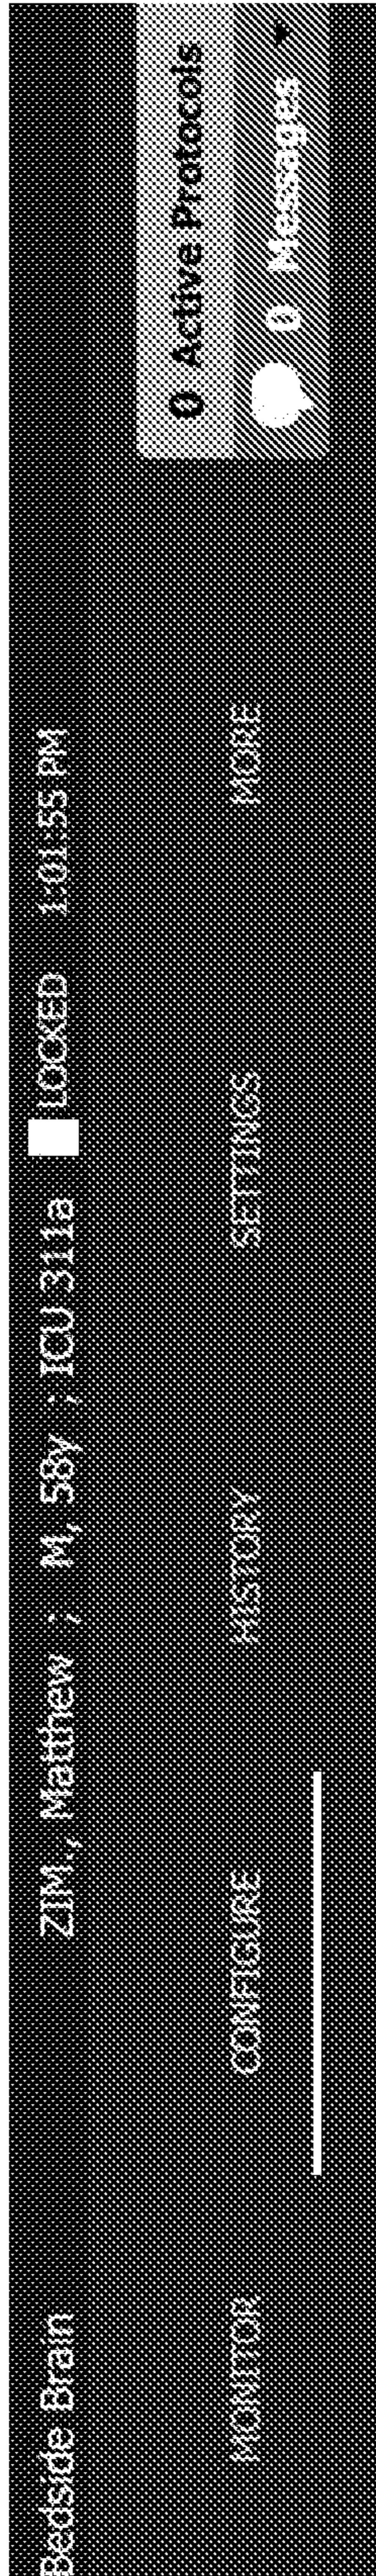 Bedside Brain ZIM., Matthew ; M, 58y ; ICU 311a LOCKED 1:01:55 PM
0 Active Protocols
MONITOR CONFIGURE HISTORY SETTINGS MORE
0 Messages